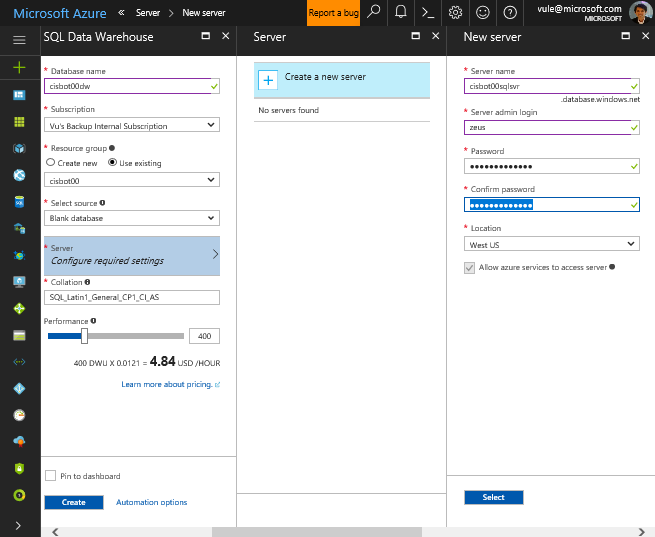 Microsoft Azure
Server
New server
Report a bug
vule@microsoft.com
MICROSOFT
SQL Data Warehouse
* Database name
cisbot00dw
* Subscription
Vu's Backup Internal Subscription
* Resource group
Create new
Use existing
cisbot00
* Select source
Blank database
* Server
Configure required settings
* Collation
SQL_Latin1_General_CP1_CI_AS
Performance
400
400 DWU X 0.0121 = 4.84 USD /HOUR
Learn more about pricing.
Pin to dashboard
Create
Automation options
Server
Create a new server
No servers found
New server
* Server name
cisbot00sqlsvr
.database.windows.net
* Server admin login
zeus
* Password
•••••••••••••
* Confirm password
•••••••••••••
* Location
West US
Allow azure services to access server
Select